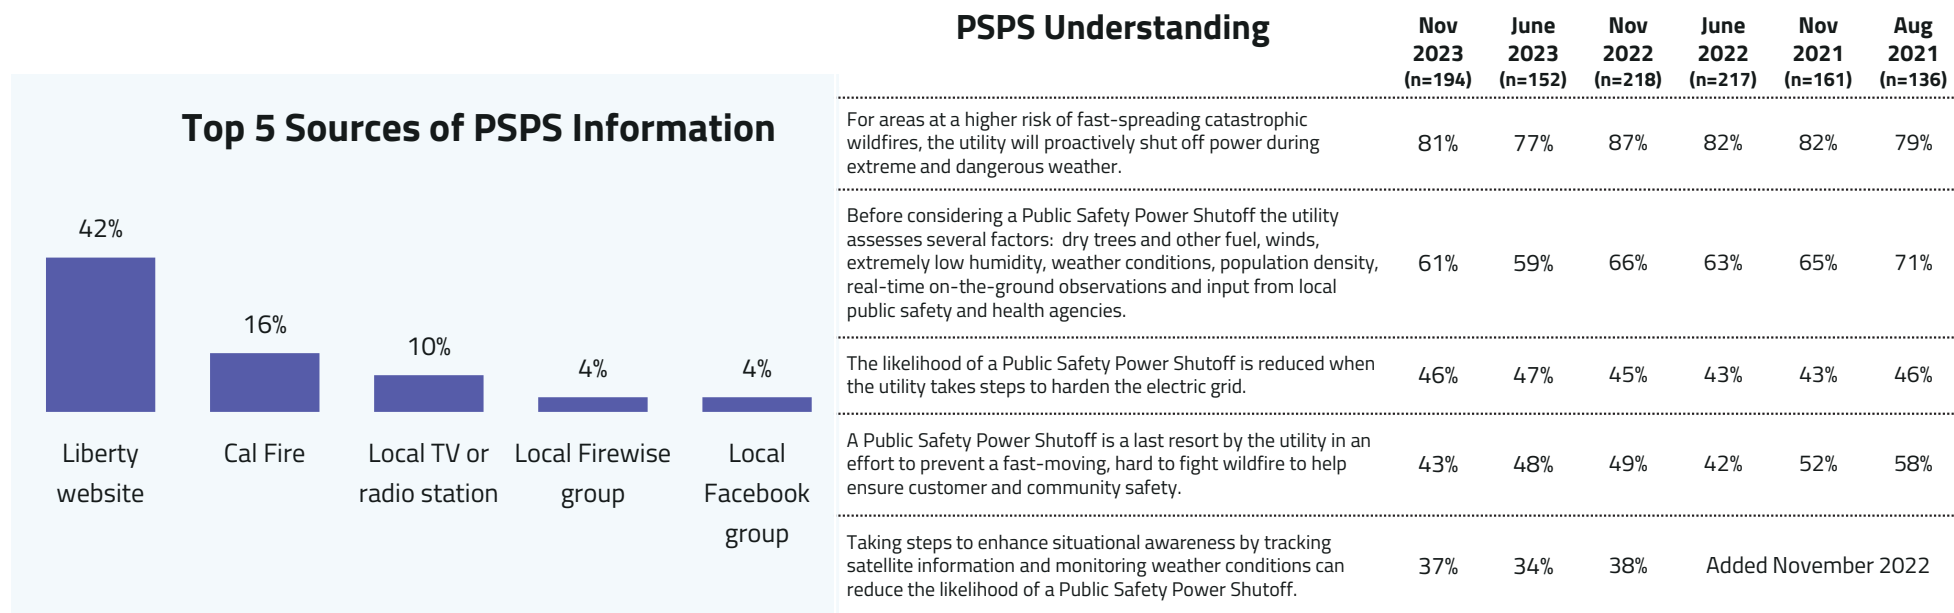 Top 5 Sources of PSPS Information
42%
16%
10%
4%
4%
Liberty
website
Cal Fire
Local TV or
radio station
Local Firewise
group
Local
Facebook
group
PSPS Understanding
Nov
2023
(n=194)
June
2023
(n=152)
Nov
2022
(n=218)
June
2022
(n=217)
Nov
2021
(n=161)
Aug
2021
(n=136)
For areas at a higher risk of fast-spreading catastrophic
wildfires, the utility will proactively shut off power during
extreme and dangerous weather.
81% 77% 87% 82% 82% 79%
Before considering a Public Safety Power Shutoff the utility
assesses several factors: dry trees and other fuel, winds,
extremely low humidity, weather conditions, population density,
real-time on-the-ground observations and input from local
public safety and health agencies.
61% 59% 66% 63% 65% 71%
The likelihood of a Public Safety Power Shutoff is reduced when
the utility takes steps to harden the electric grid.
46% 47% 45% 43% 43% 46%
A Public Safety Power Shutoff is a last resort by the utility in an
effort to prevent a fast-moving, hard to fight wildfire to help
ensure customer and community safety.
43% 48% 49% 42% 52% 58%
Taking steps to enhance situational awareness by tracking
satellite information and monitoring weather conditions can
reduce the likelihood of a Public Safety Power Shutoff.
37% 34% 38% Added November 2022